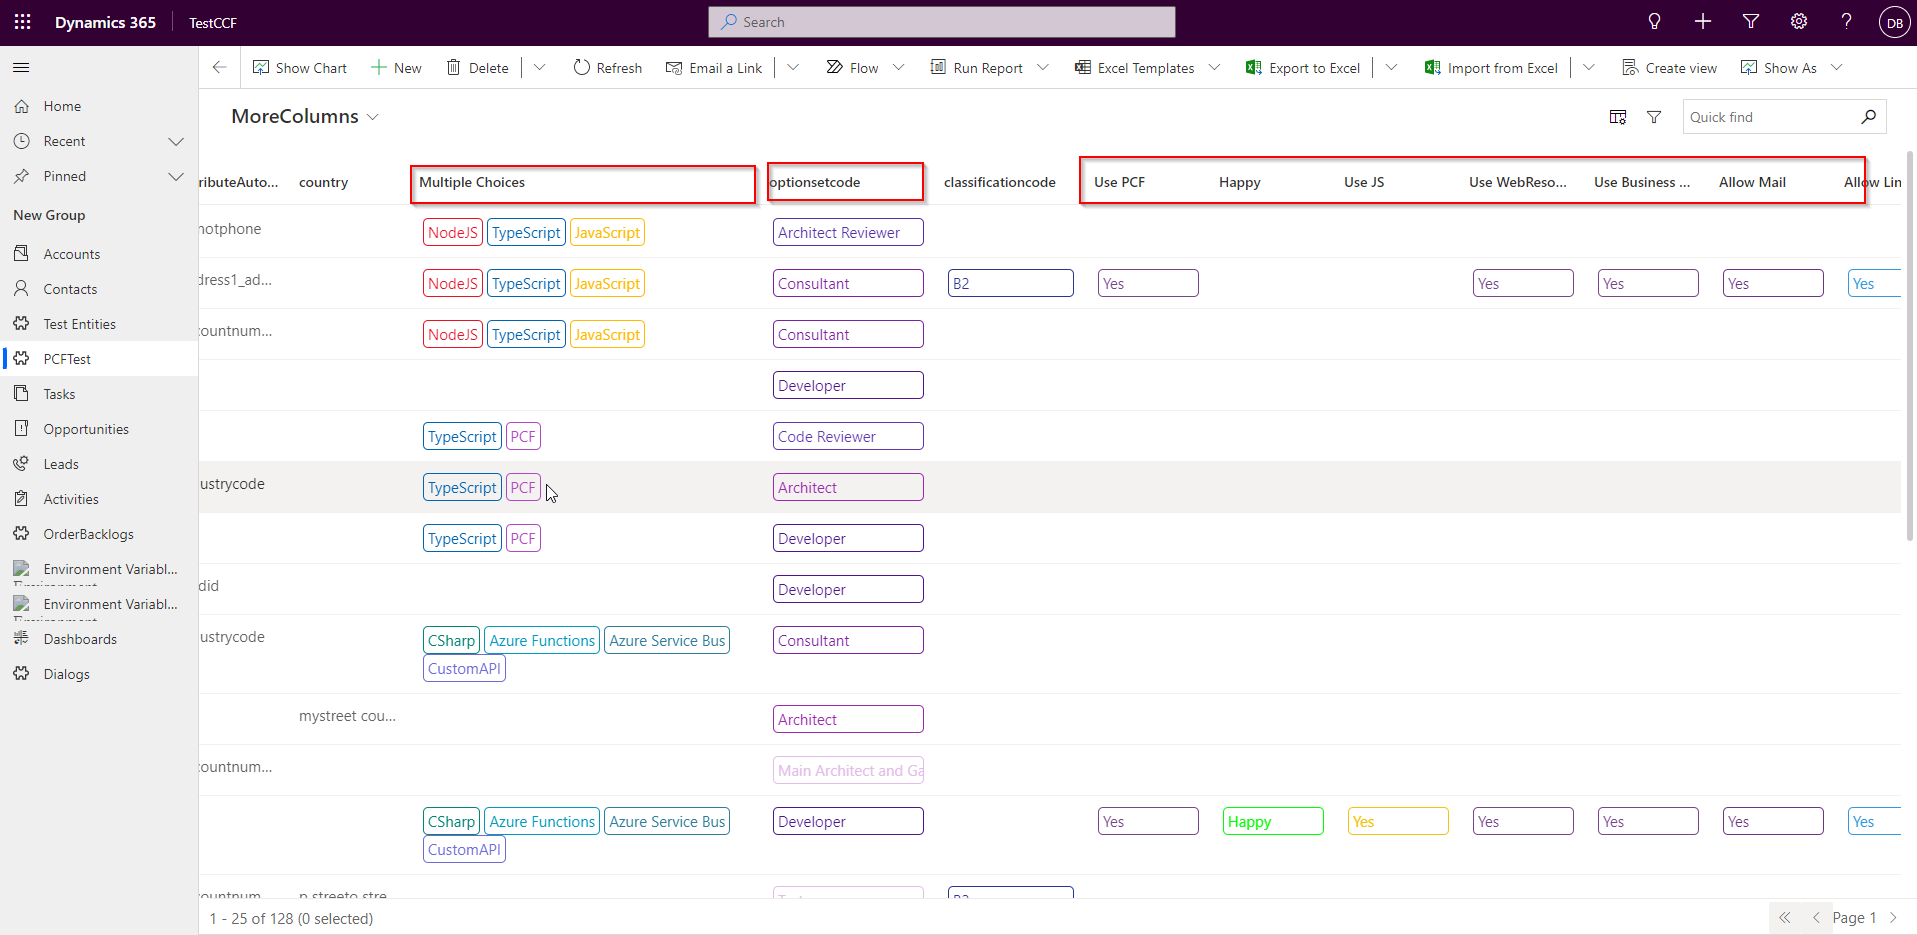 Dynamics 365 TestCCF Search DB
Show Chart New Delete Refresh Email a Link Flow Run Report Excel Templates Export to Excel Import from Excel Create view Show As
Home
Recent
Pinned
New Group
Accounts
Contacts
Test Entities
PCFTest
Tasks
Opportunities
Leads
Activities
OrderBacklogs
Environment Variabl...
Environment Variabl...
Dashboards
Dialogs
MoreColumns Quick find
ributeAuto... country Multiple Choices optionsetcode classificationcode Use PCF Happy Use JS Use WebReso... Use Business ... Allow Mail Allow Lin
notphone NodeJS TypeScript JavaScript Architect Reviewer
dress1_ad... NodeJS TypeScript JavaScript Consultant B2 Yes Yes Yes Yes Yes
countnum... NodeJS TypeScript JavaScript Consultant
Developer
TypeScript PCF Code Reviewer
ustrycode TypeScript PCF Architect
TypeScript PCF Developer
did Developer
ustrycode CSharp Azure Functions Azure Service Bus Consultant
CustomAPI
mystreet cou... Architect
countnum... Main Architect and Ga
CSharp Azure Functions Azure Service Bus Developer Yes Happy Yes Yes Yes Yes Yes
CustomAPI
1 - 25 of 128 (0 selected) Page 1